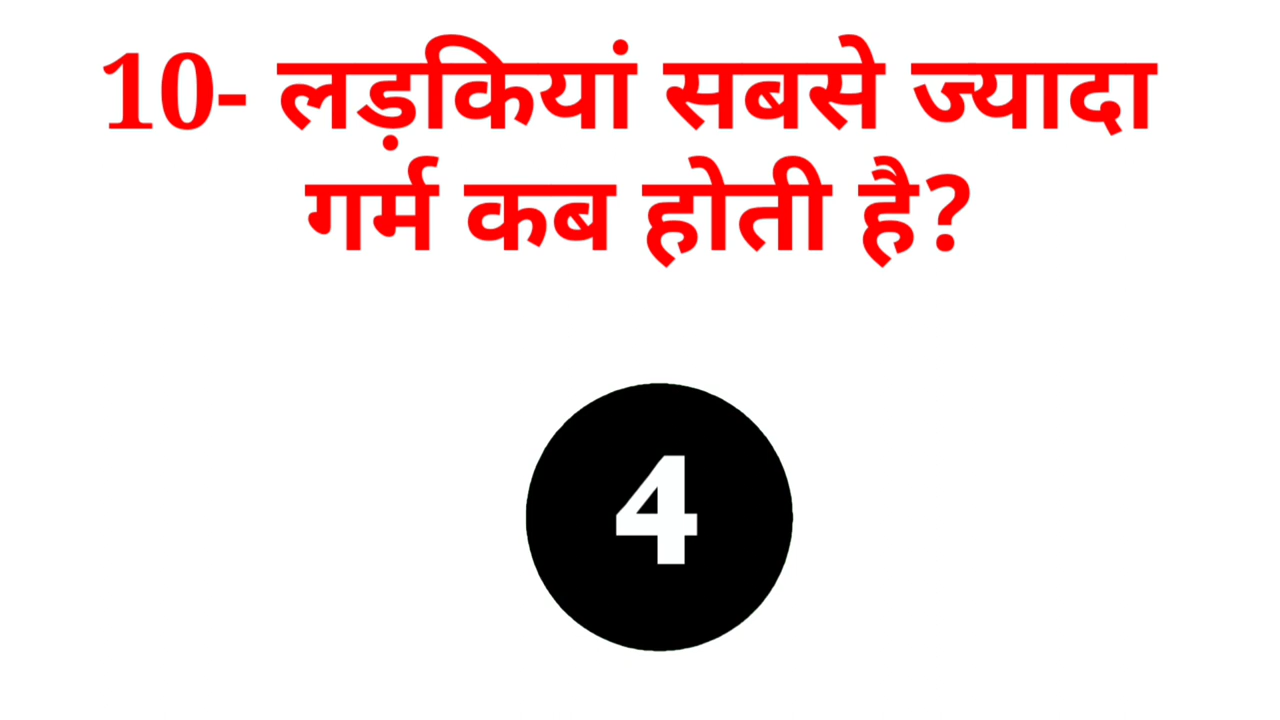 10- लड़कियां सबसे ज्यादा
गर्म कब होती है?
4